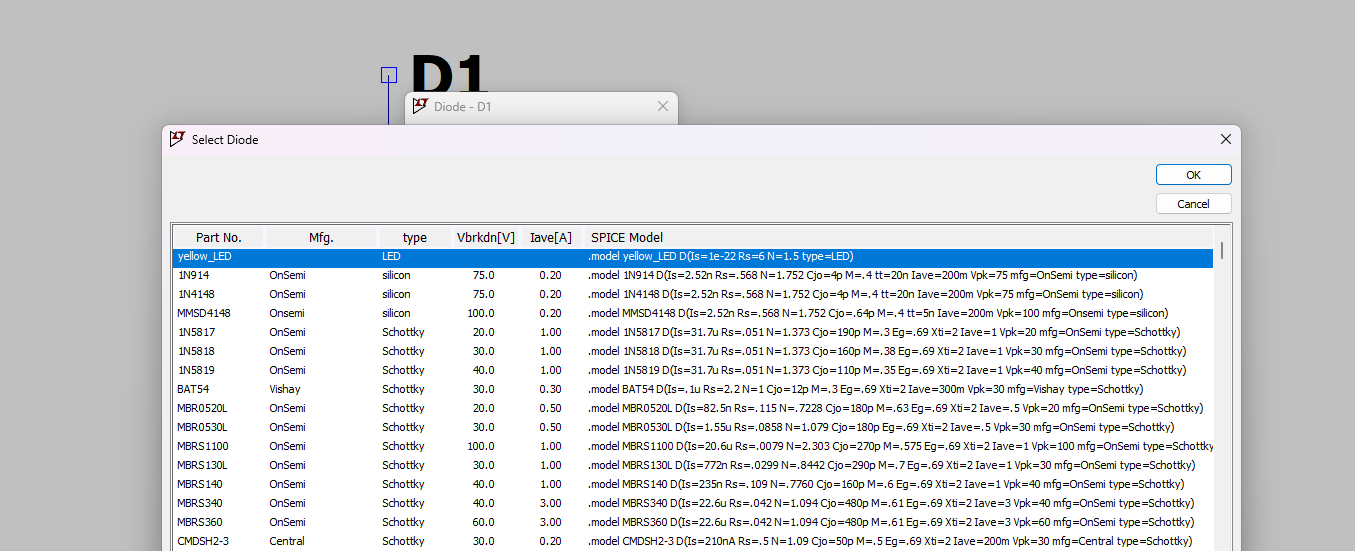 D1
Diode - D1
Select Diode
OK
Cancel
Part No. Mfg. type Vbrkdn[V] Iave[A] SPICE Model
yellow_LED LED .model yellow_LED D(Is=1e-22 Rs=6 N=1.5 type=LED)
1N914 OnSemi silicon 75.0 0.20 .model 1N914 D(Is=2.52n Rs=.568 N=1.752 Cjo=4p M=.4 tt=20n Iave=200m Vpk=75 mfg=OnSemi type=silicon)
1N4148 OnSemi silicon 75.0 0.20 .model 1N4148 D(Is=2.52n Rs=.568 N=1.752 Cjo=4p M=.4 tt=20n Iave=200m Vpk=75 mfg=OnSemi type=silicon)
MMSD4148 Onsemi silicon 100.0 0.20 .model MMSD4148 D(Is=2.52n Rs=.568 N=1.752 Cjo=.64p M=.4 tt=5n Iave=200m Vpk=100 mfg=Onsemi type=silicon)
1N5817 OnSemi Schottky 20.0 1.00 .model 1N5817 D(Is=31.7u Rs=.051 N=1.373 Cjo=190p M=.3 Eg=.69 Xti=2 Iave=1 Vpk=20 mfg=OnSemi type=Schottky)
1N5818 OnSemi Schottky 30.0 1.00 .model 1N5818 D(Is=31.7u Rs=.051 N=1.373 Cjo=160p M=.38 Eg=.69 Xti=2 Iave=1 Vpk=30 mfg=OnSemi type=Schottky)
1N5819 OnSemi Schottky 40.0 1.00 .model 1N5819 D(Is=31.7u Rs=.051 N=1.373 Cjo=110p M=.35 Eg=.69 Xti=2 Iave=1 Vpk=40 mfg=OnSemi type=Schottky)
BAT54 Vishay Schottky 30.0 0.30 .model BAT54 D(Is=.1u Rs=2.2 N=1 Cjo=12p M=.3 Eg=.69 Xti=2 Iave=300m Vpk=30 mfg=Vishay type=Schottky)
MBR0520L OnSemi Schottky 20.0 0.50 .model MBR0520L D(Is=82.5n Rs=.115 N=.7228 Cjo=180p M=.63 Eg=.69 Xti=2 Iave=.5 Vpk=20 mfg=OnSemi type=Schottky)
MBR0530L OnSemi Schottky 30.0 0.50 .model MBR0530L D(Is=1.55u Rs=.0858 N=1.079 Cjo=180p Eg=.69 Xti=2 Iave=.5 Vpk=30 mfg=OnSemi type=Schottky)
MBRS1100 OnSemi Schottky 100.0 1.00 .model MBRS1100 D(Is=20.6u Rs=.0079 N=2.303 Cjo=270p M=.575 Eg=.69 Xti=2 Iave=1 Vpk=100 mfg=OnSemi type=Schottky
MBRS130L OnSemi Schottky 30.0 1.00 .model MBRS130L D(Is=772n Rs=.0299 N=.8442 Cjo=290p M=.7 Eg=.69 Xti=2 Iave=1 Vpk=30 mfg=OnSemi type=Schottky)
MBRS140 OnSemi Schottky 40.0 1.00 .model MBRS140 D(Is=235n Rs=.109 N=.7760 Cjo=160p M=.6 Eg=.69 Xti=2 Iave=1 Vpk=40 mfg=OnSemi type=Schottky)
MBRS340 OnSemi Schottky 40.0 3.00 .model MBRS340 D(Is=22.6u Rs=.042 N=1.094 Cjo=480p M=.61 Eg=.69 Xti=2 Iave=3 Vpk=40 mfg=OnSemi type=Schottky)
MBRS360 OnSemi Schottky 60.0 3.00 .model MBRS360 D(Is=22.6u Rs=.042 N=1.094 Cjo=480p M=.61 Eg=.69 Xti=2 Iave=3 Vpk=60 mfg=OnSemi type=Schottky)
CMDSH2-3 Central Schottky 30.0 0.20 .model CMDSH2-3 D(Is=210nA Rs=.5 N=1.09 Cjo=50p M=.5 Eg=.69 Xti=2 Iave=200m Vpk=30 mfg=Central type=Schottky)